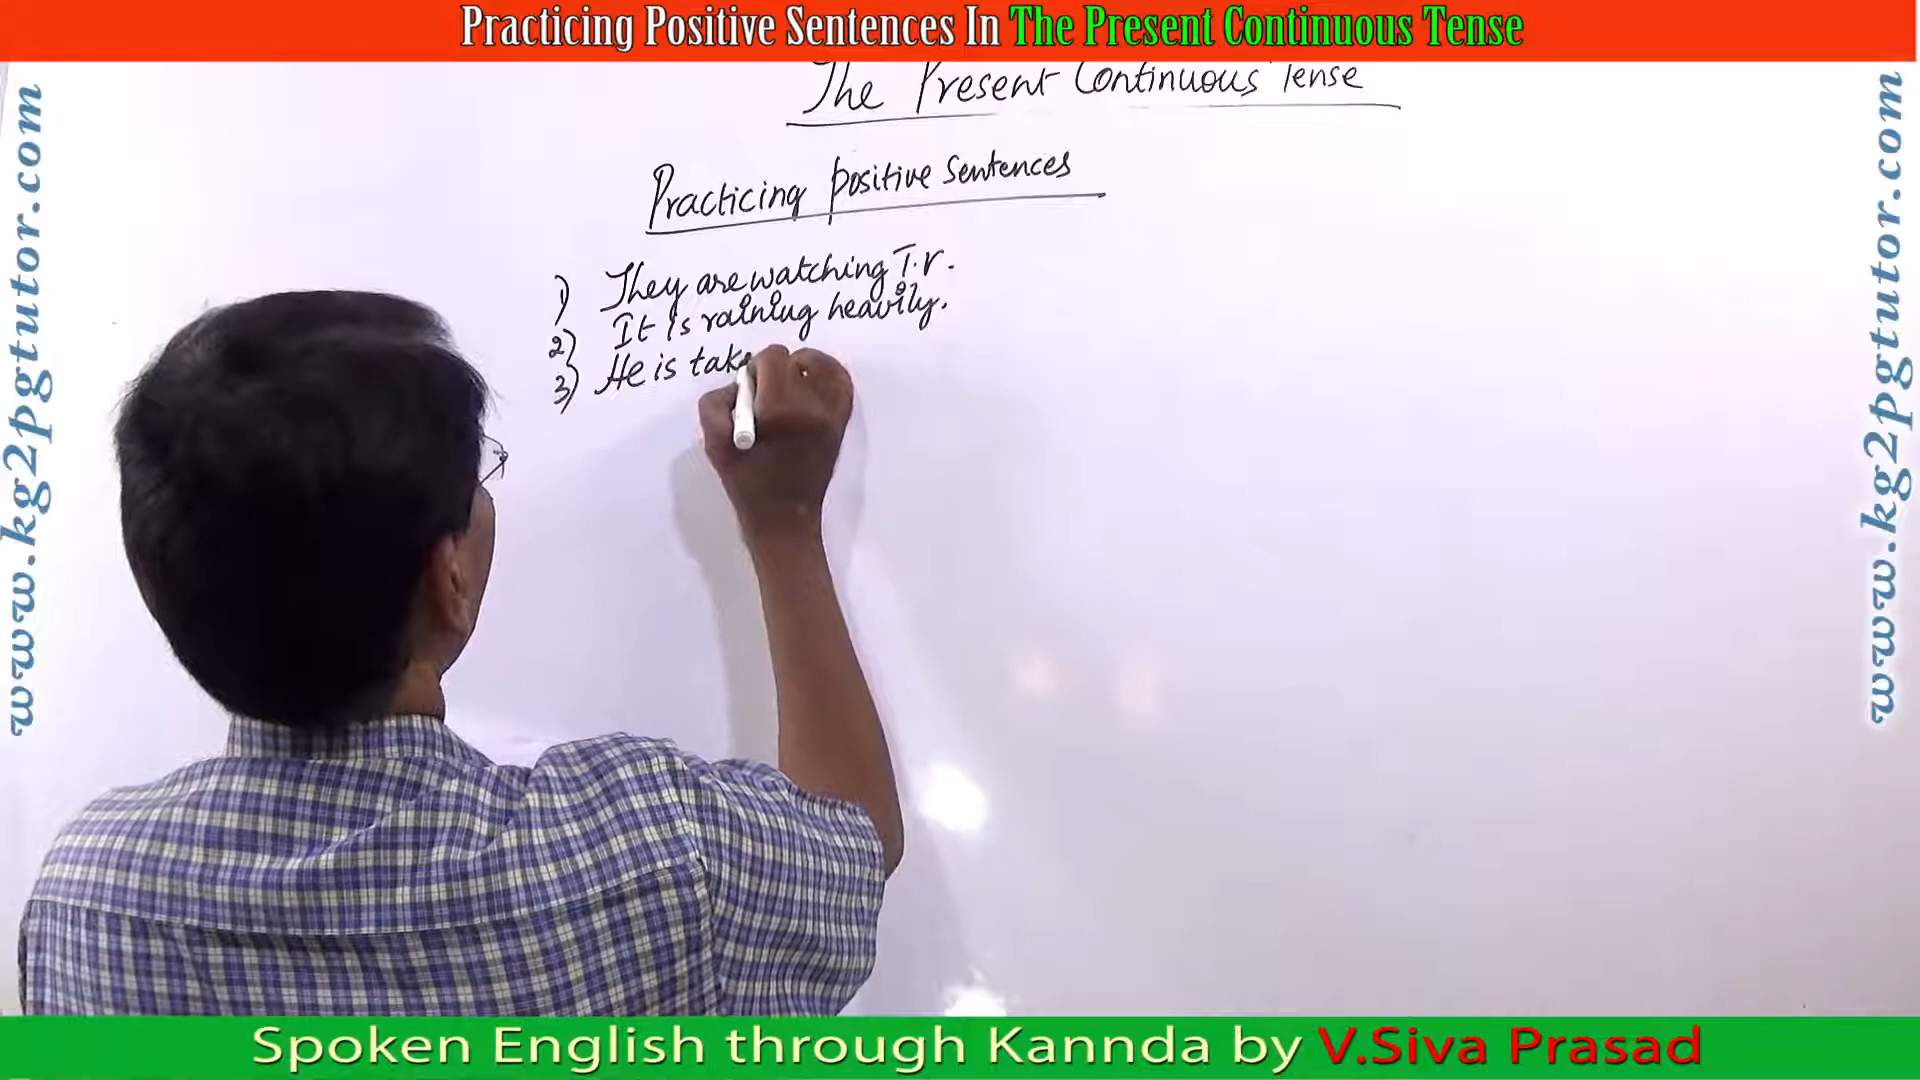 Practicing Positive Sentences In The Present Continuous Tense
The Present Continuous Tense
Practicing positive sentences
1) They are watching T.V.
2) It is raining heavily.
3) He is tak
www.kg2pgtutor.com
www.kg2pgtutor.com
Spoken English through Kannda by V.Siva Prasad